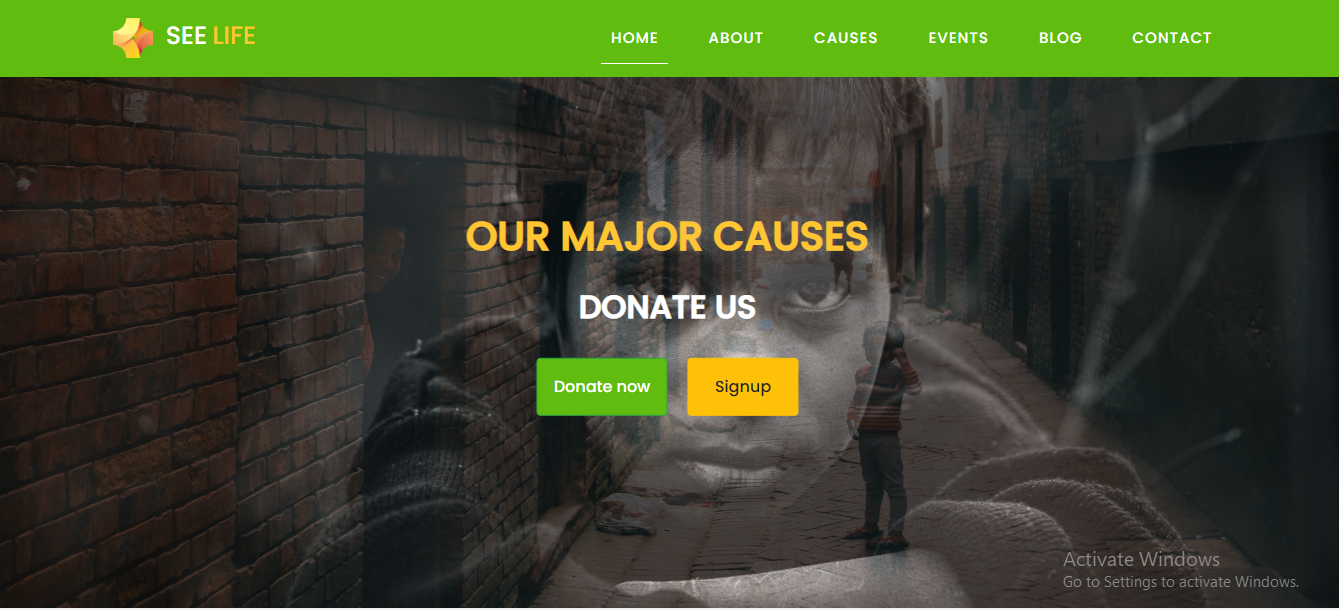 SEE LIFE
HOME ABOUT CAUSES EVENTS BLOG CONTACT
OUR MAJOR CAUSES
DONATE US
Donate now Signup
Activate Windows
Go to Settings to activate Windows.